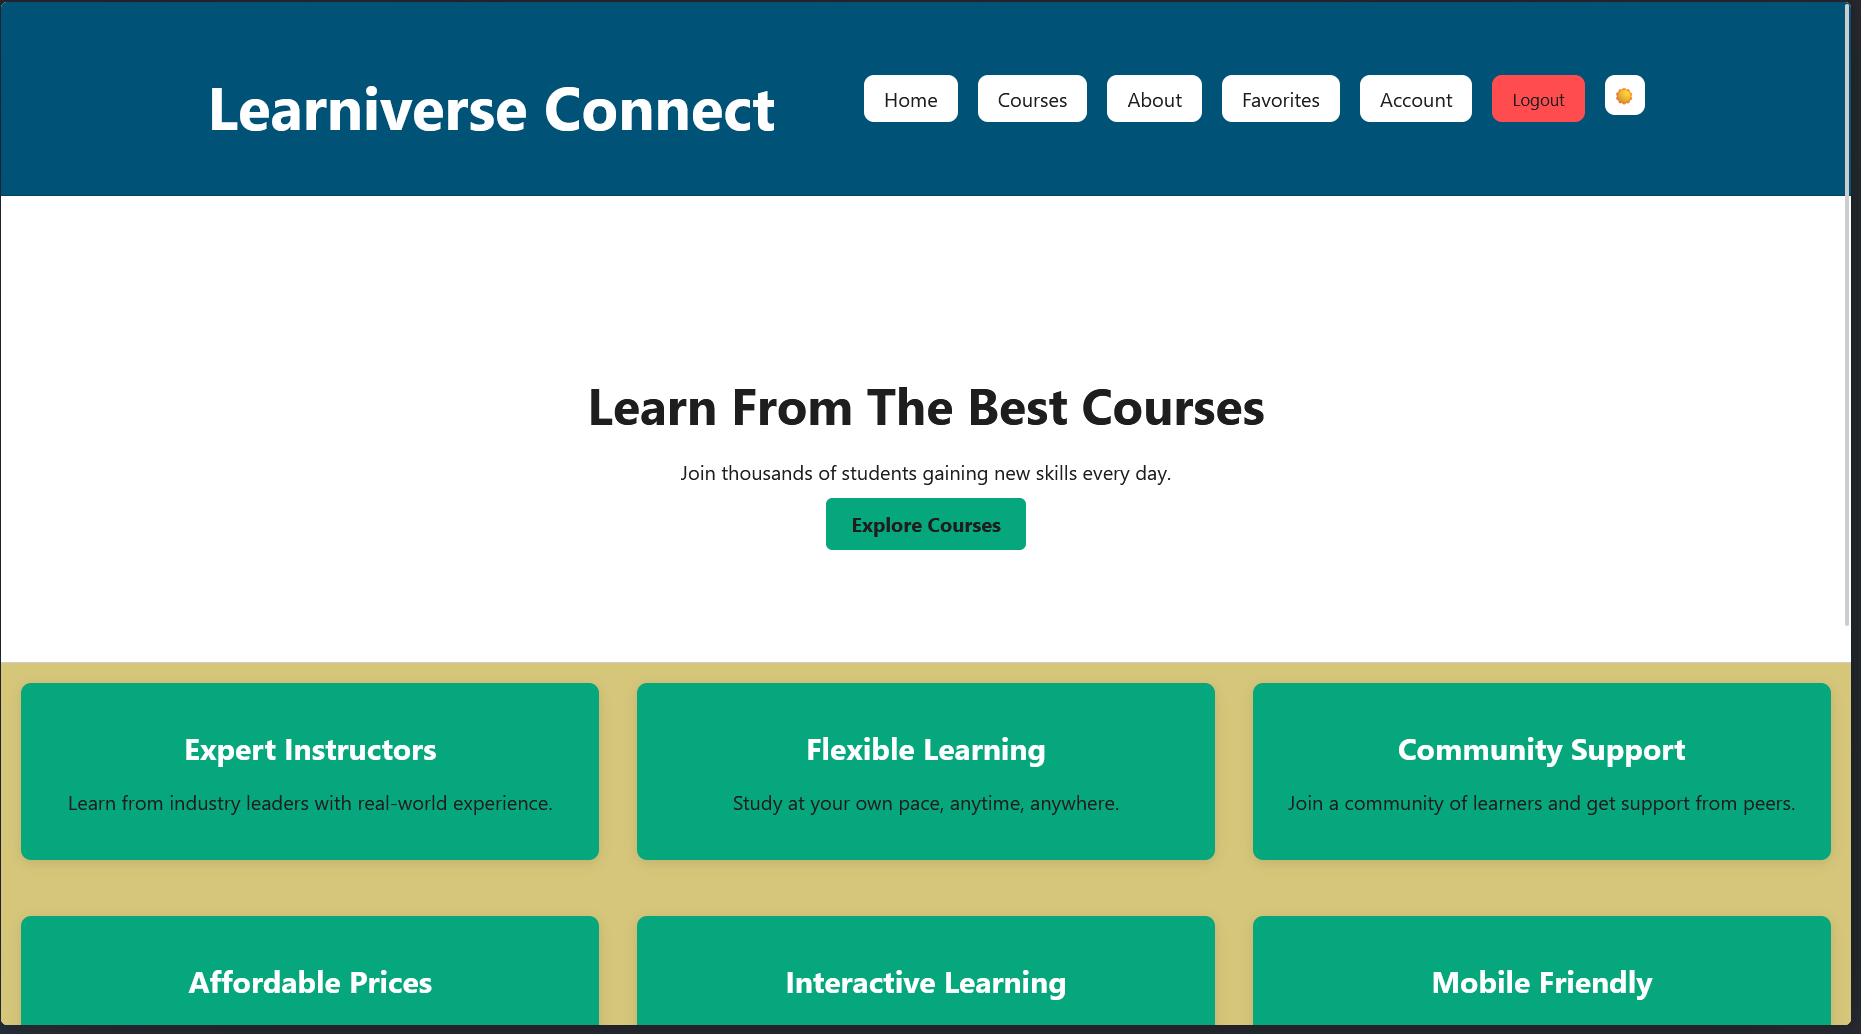 Learniverse Connect
Home
Courses
About
Favorites
Account
Logout
Learn From The Best Courses
Join thousands of students gaining new skills every day.
Explore Courses
Expert Instructors
Learn from industry leaders with real-world experience.
Flexible Learning
Study at your own pace, anytime, anywhere.
Community Support
Join a community of learners and get support from peers.
Affordable Prices
Interactive Learning
Mobile Friendly